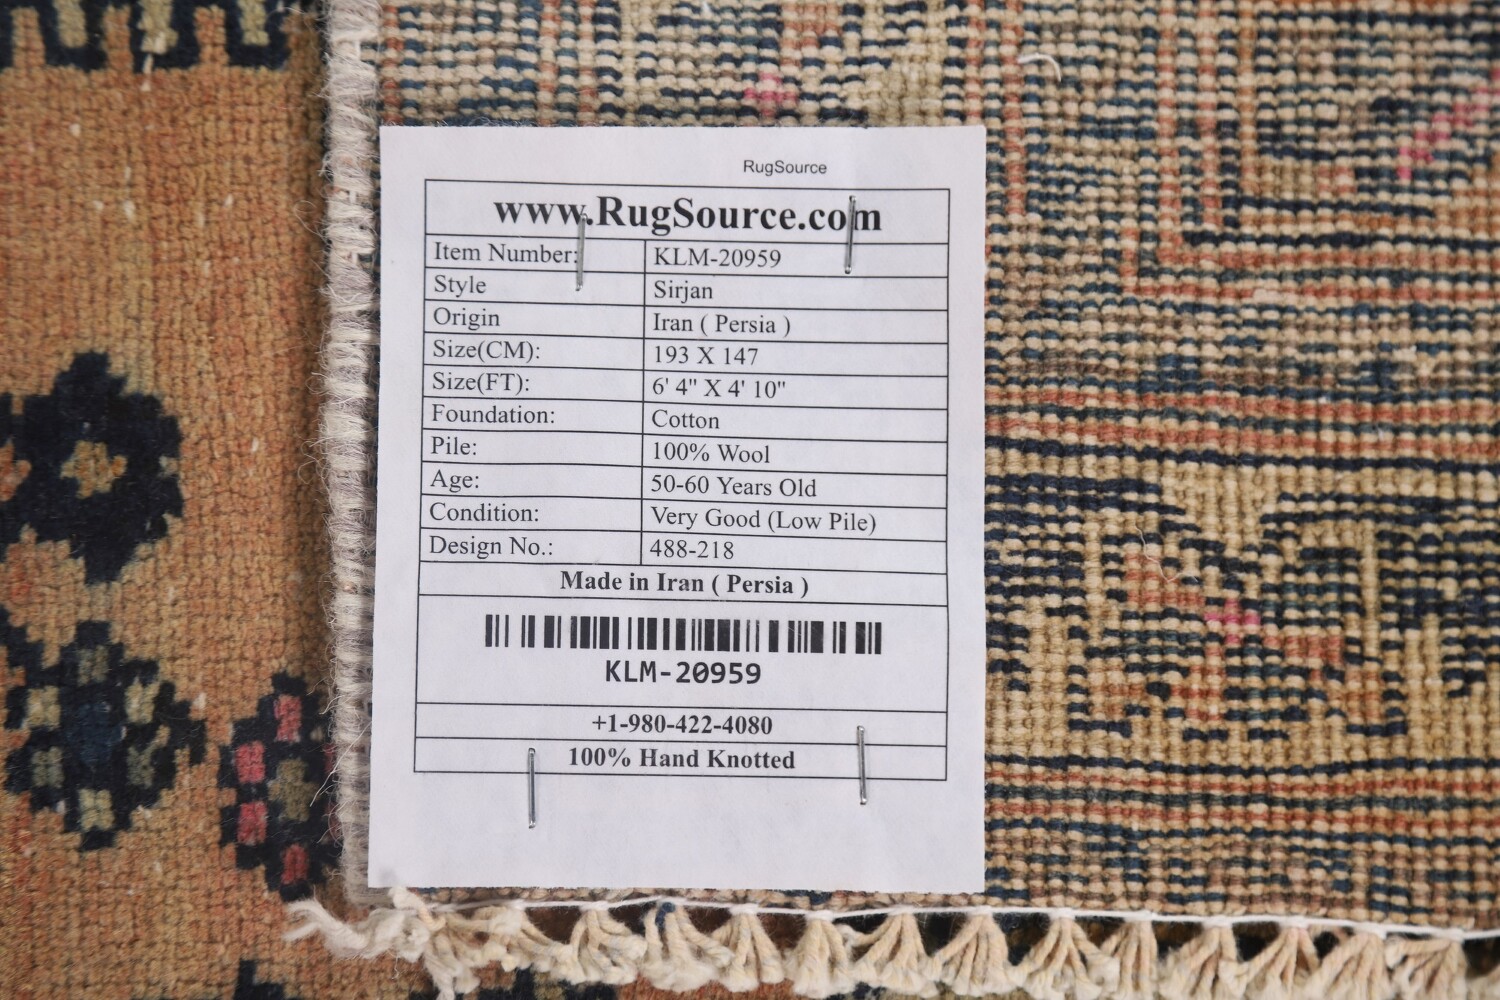 RugSource
www.RugSource.com
Item Number: KLM-20959
Style Sirjan
Origin Iran ( Persia )
Size(CM): 193 X 147
Size(FT): 6' 4" X 4' 10"
Foundation: Cotton
Pile: 100% Wool
Age: 50-60 Years Old
Condition: Very Good (Low Pile)
Design No.: 488-218
Made in Iran ( Persia )
KLM-20959
+1-980-422-4080
100% Hand Knotted